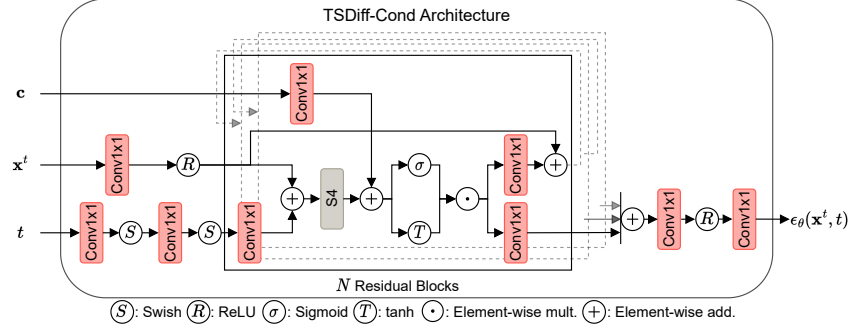 TSDiff-Cond Architecture
c
Conv1x1
x^t
Conv1x1
R
Conv1x1
+
σ
S4
+
+
·
T
t
Conv1x1
S
Conv1x1
S
Conv1x1
Conv1x1
+
Conv1x1
R
Conv1x1
ϵ_θ(x^t, t)
N Residual Blocks
S: Swish R: ReLU σ: Sigmoid T: tanh ·: Element-wise mult. +: Element-wise add.